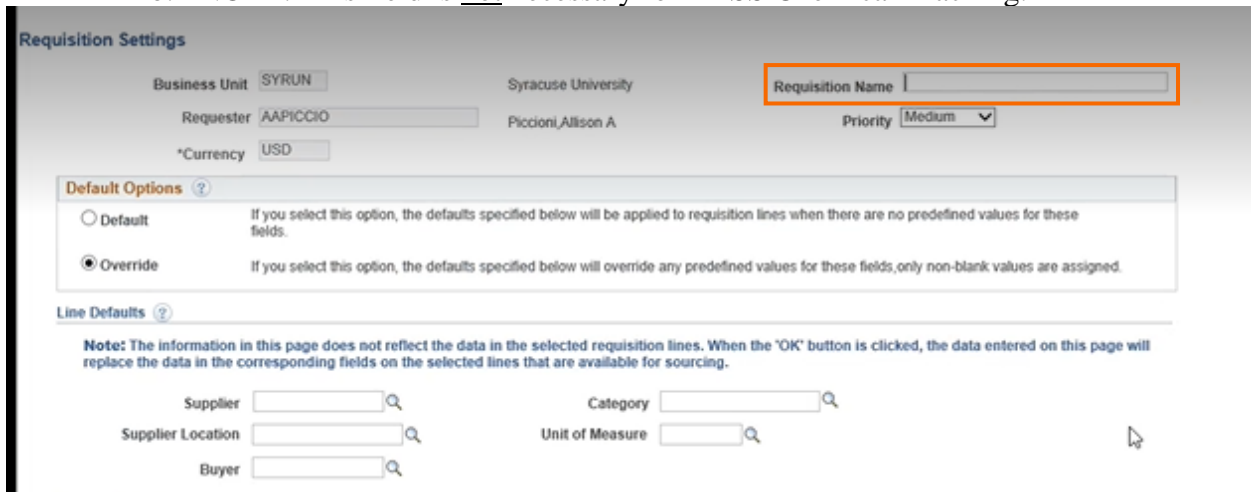 Requisition Settings
Business Unit SYRUN Syracuse University Requisition Name
Requester AAPICCIO Piccioni,Allison A Priority Medium
*Currency USD
Default Options ?
Default If you select this option, the defaults specified below will be applied to requisition lines when there are no predefined values for these
fields.
Override If you select this option, the defaults specified below will override any predefined values for these fields,only non-blank values are assigned.
Line Defaults ?
Note: The information in this page does not reflect the data in the selected requisition lines. When the 'OK' button is clicked, the data entered on this page will
replace the data in the corresponding fields on the selected lines that are available for sourcing.
Supplier Category
Supplier Location Unit of Measure
Buyer